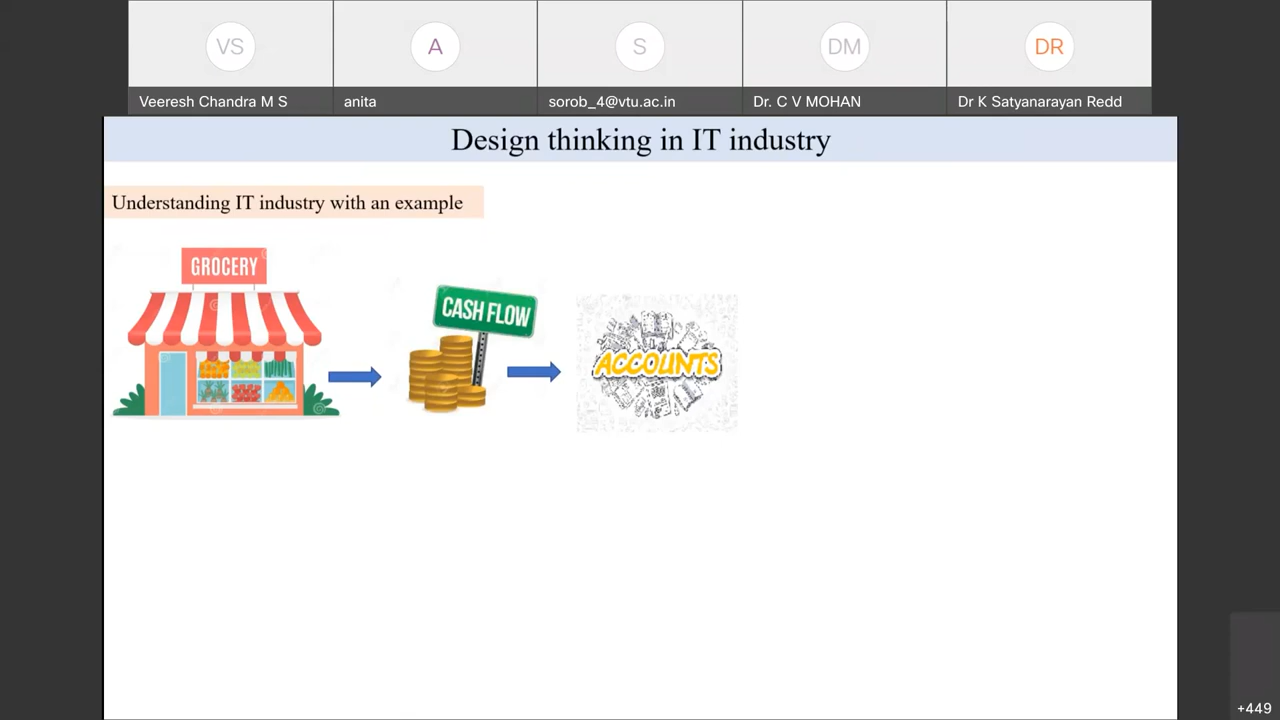 VS
A
S
DM
DR
Veeresh Chandra M S
anita
sorob_4@vtu.ac.in
Dr. C V MOHAN
Dr K Satyanarayan Redd
Design thinking in IT industry
Understanding IT industry with an example
GROCERY
CASH FLOW
ACCOUNTS
+449